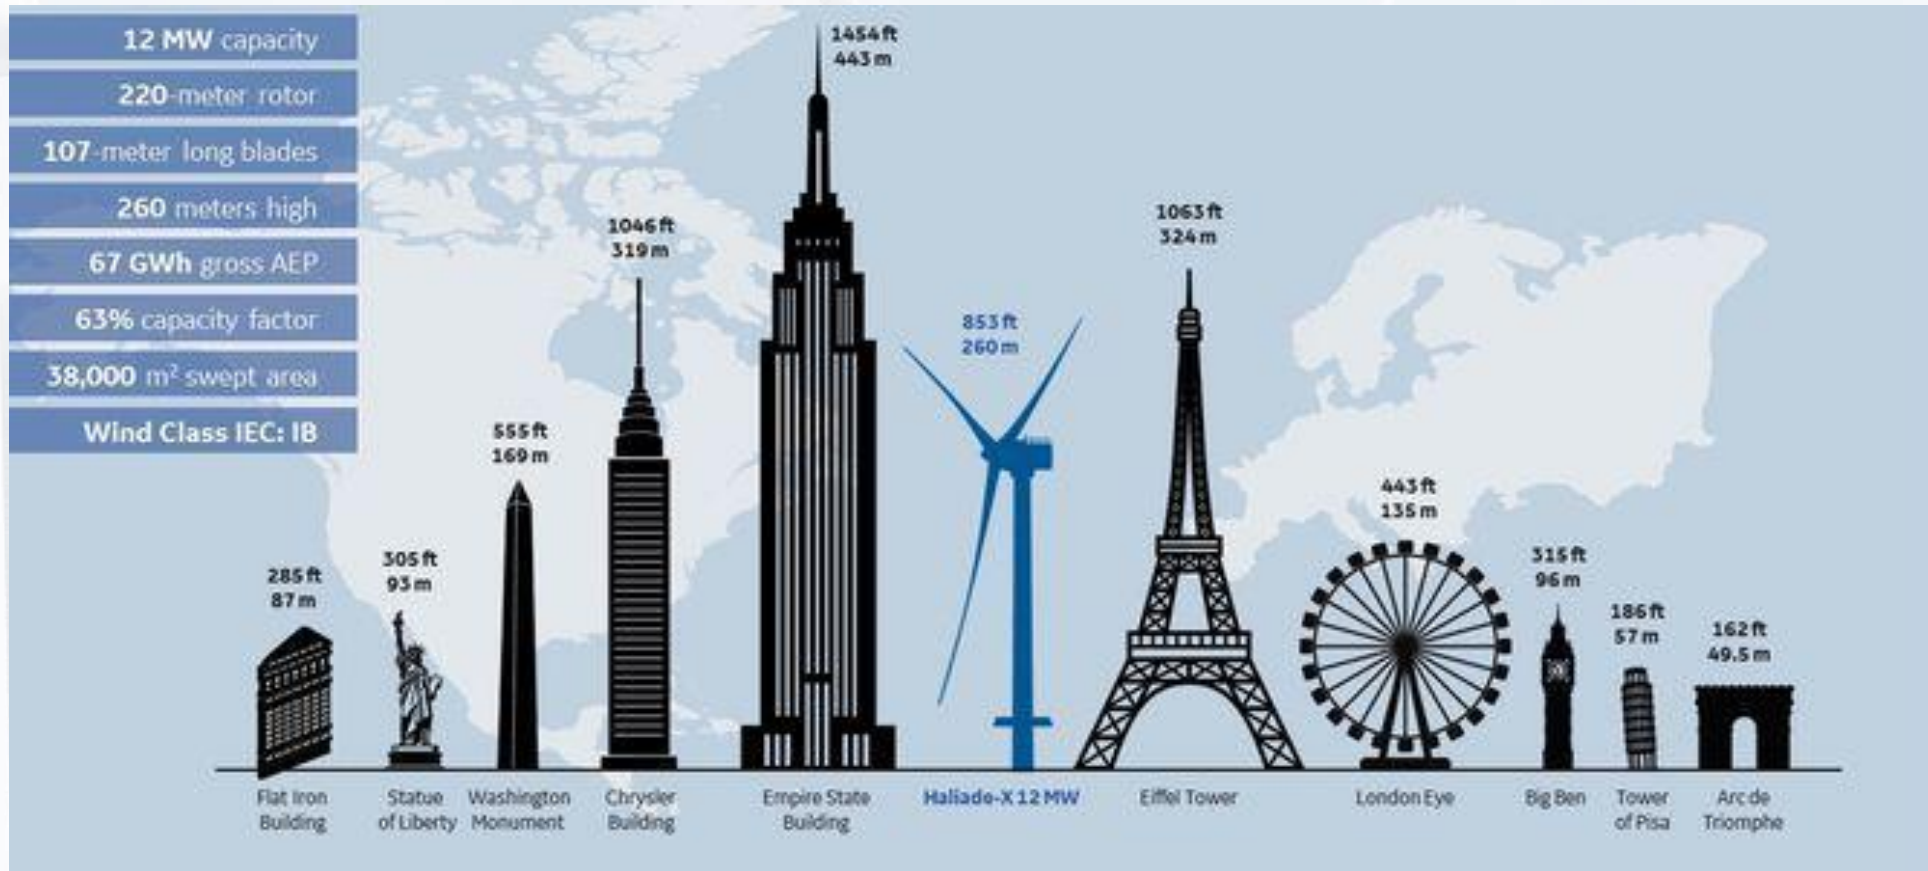 12 MW capacity
220-meter rotor
107-meter long blades
260 meters high
67 GWh gross AEP
63% capacity factor
38,000 m² swept area
Wind Class IEC: IB
285 ft
87 m
305 ft
93 m
555 ft
169 m
1046 ft
319 m
1454 ft
443 m
853 ft
260 m
1063 ft
324 m
443 ft
135 m
315 ft
96 m
186 ft
57 m
162 ft
49.5 m
Flat Iron
Building
Statue
of Liberty
Washington
Monument
Chrysler
Building
Empire State
Building
Haliade-X 12 MW
Eiffel Tower
London Eye
Big Ben
Tower
of Pisa
Arc de
Triomphe